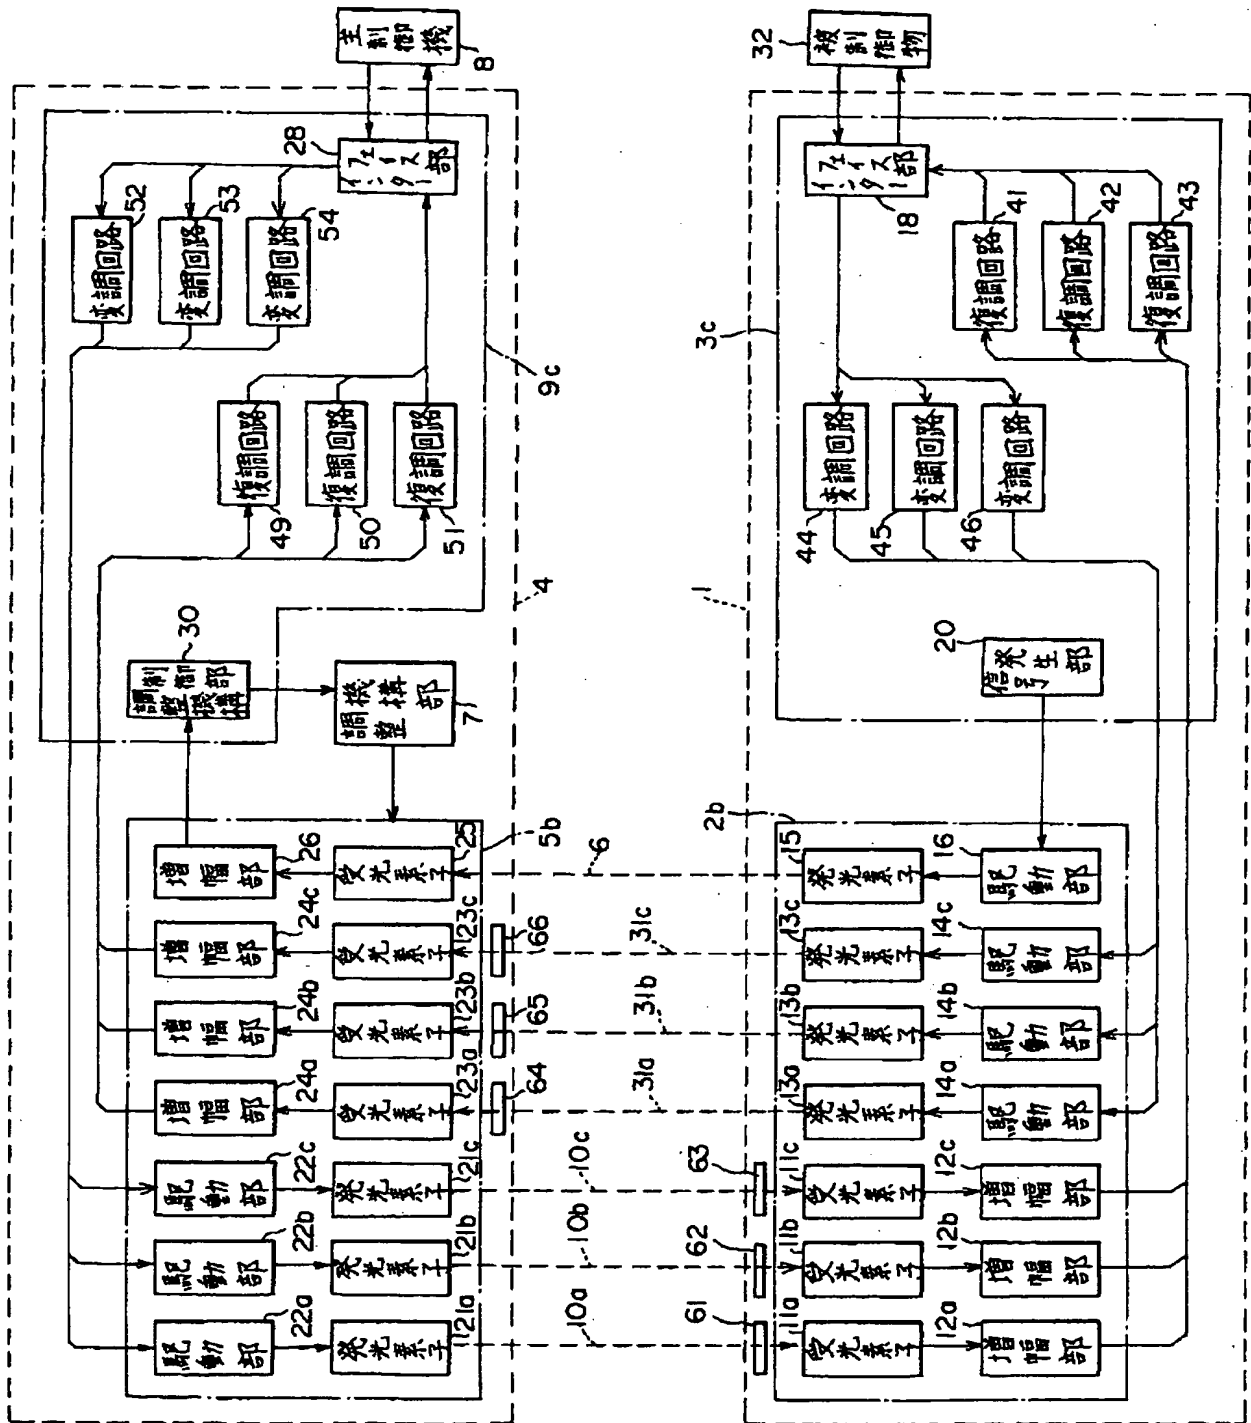 主制御機
8
28
インターフェイス部
52
変調回路
53
変調回路
54
変調回路
9c
復調回路
49
復調回路
50
復調回路
51
4
30
調整機構制御部
調整機構部
7
5b
増幅部
26
受光素子
25
6
増幅部
24c
受光素子
23c
66
31c
増幅部
24b
受光素子
23b
65
31b
増幅部
24a
受光素子
23a
64
31a
駆動部
22c
発光素子
21c
10c
駆動部
22b
発光素子
21b
10b
駆動部
22a
発光素子
21a
10a
被制御物
32
インターフェイス部
18
復調回路
41
復調回路
42
復調回路
43
3c
変調回路
44
変調回路
45
変調回路
46
1
20
信号発生部
2b
発光素子
15
駆動部
16
発光素子
13c
駆動部
14c
発光素子
13b
駆動部
14b
発光素子
13a
駆動部
14a
63
受光素子
11c
増幅部
12c
62
受光素子
11b
増幅部
12b
61
受光素子
11a
増幅部
12a